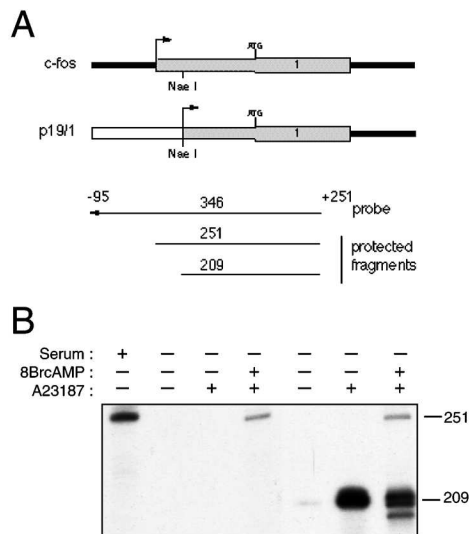 A
ATG
c-fos
1
Nae I
ATG
p19/1
1
Nae I
-95
346
+251
probe
251
protected
fragments
209
B
Serum : + – – – – – –
8BrcAMP : – – – + – – +
A23187 : – – + + – + +
251
209